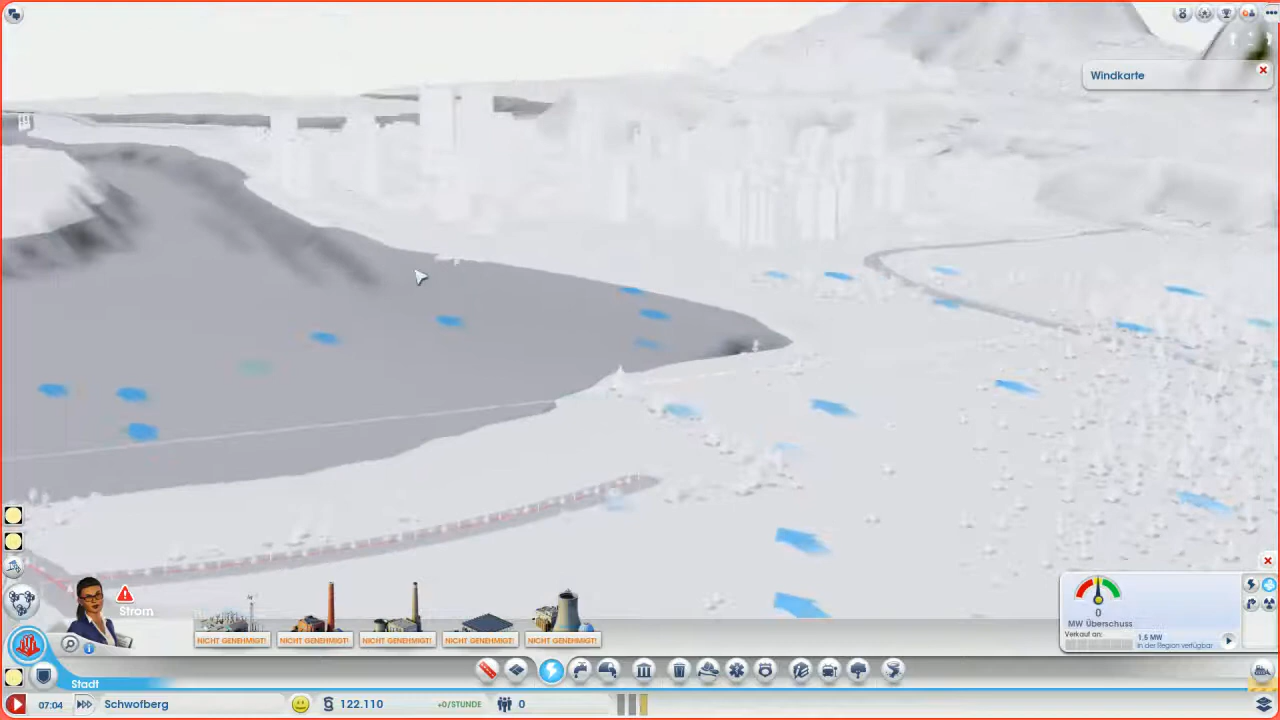 Windkarte
Strom
NICHT GENEHMIGT!
NICHT GENEHMIGT!
NICHT GENEHMIGT!
NICHT GENEHMIGT!
NICHT GENEHMIGT!
0
MW Überschuss
Verkauf an:
1,5 MW
in der Region verfügbar
Stadt
07:04
Schwofberg
122.110
+0/STUNDE
0